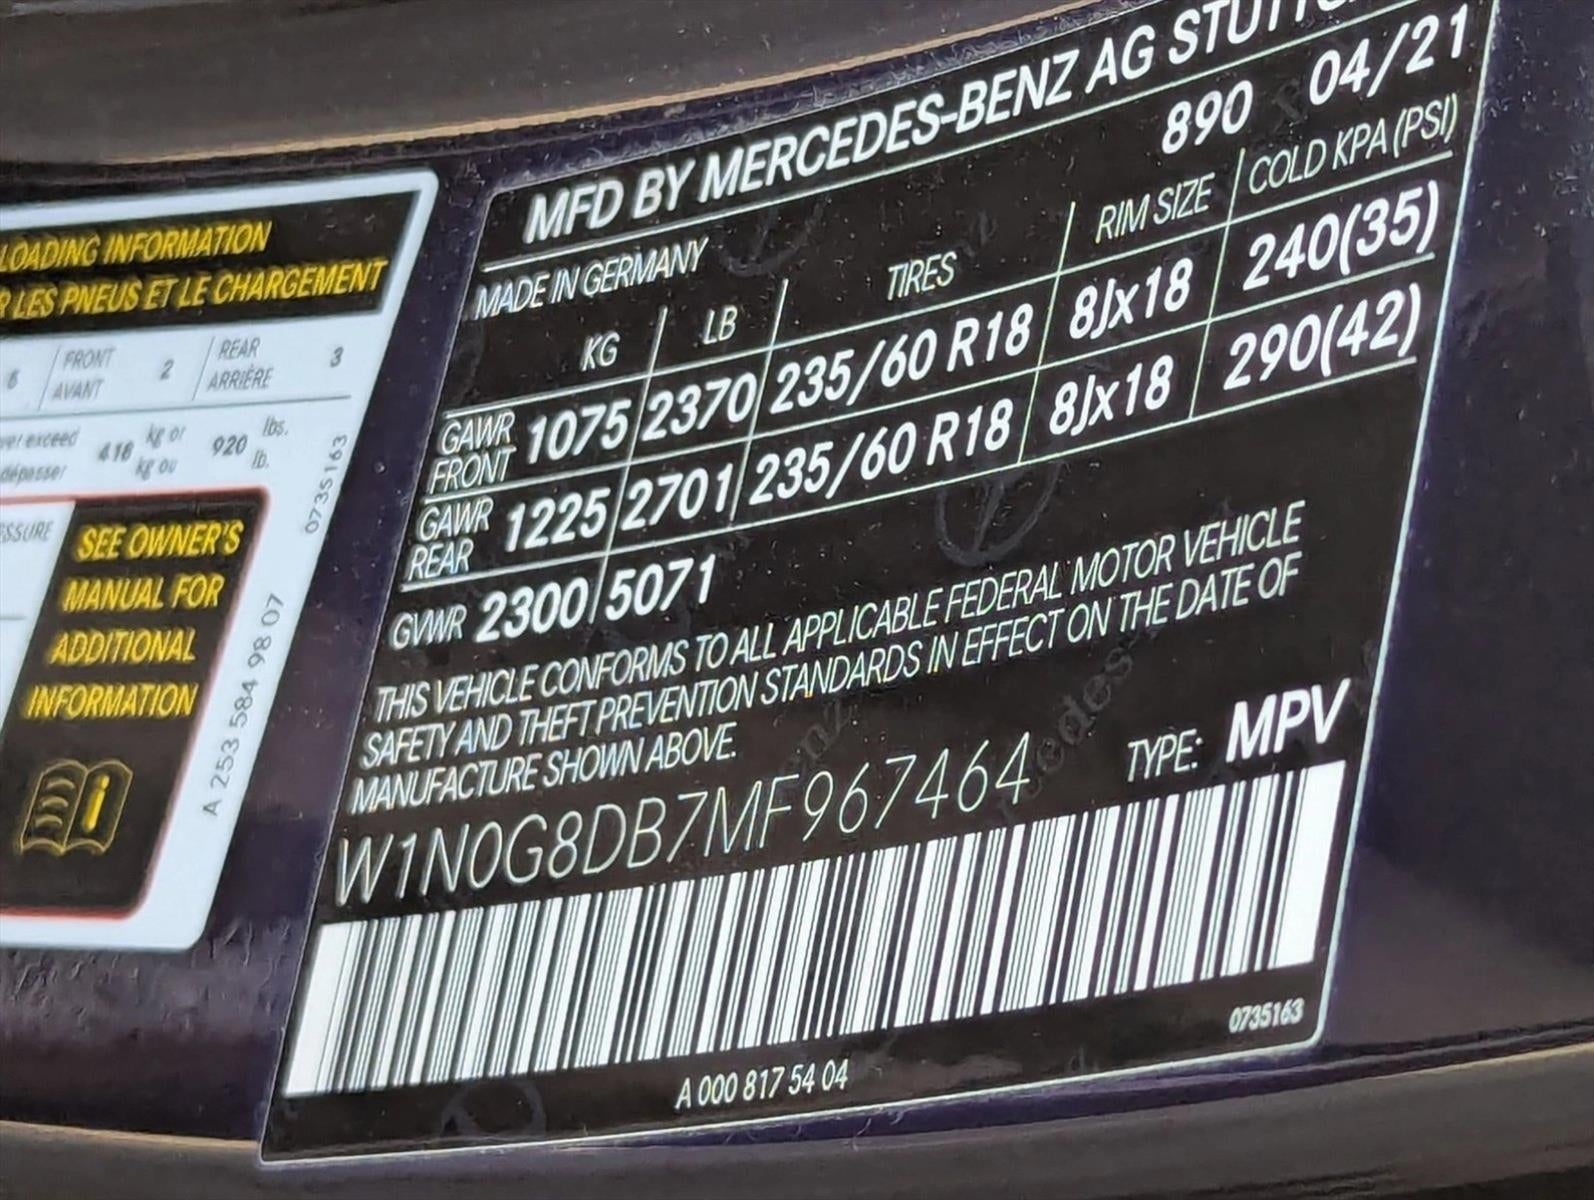 LOADING INFORMATION
LES PNEUS ET LE CHARGEMENT
6 FRONT AVANT 2 REAR ARRIÈRE 3
exceed 418 kg or 920 lbs.
dépasser kg ou lb.
0735163
SEE OWNER'S
MANUAL FOR
ADDITIONAL
INFORMATION
i
A 253 584 98 07
MFD BY MERCEDES-BENZ AG
890 04/21
MADE IN GERMANY
KG LB TIRES RIM SIZE COLD KPA (PSI)
GAWR FRONT 1075 2370 235/60 R18 8Jx18 240(35)
GAWR REAR 1225 2701 235/60 R18 8Jx18 290(42)
GVWR 2300 5071
THIS VEHICLE CONFORMS TO ALL APPLICABLE FEDERAL MOTOR VEHICLE
SAFETY AND THEFT PREVENTION STANDARDS IN EFFECT ON THE DATE OF
MANUFACTURE SHOWN ABOVE.
W1N0G8DB7MF967464 TYPE: MPV
0735163
A 000 817 54 04